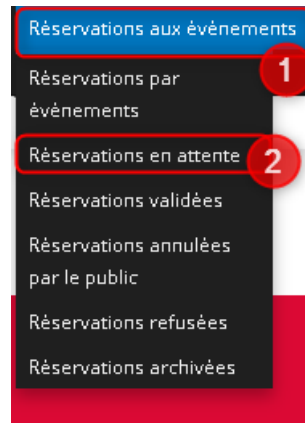 Réservations aux événements
1
Réservations par
événements
Réservations en attente
2
Réservations validées
Réservations annulées
par le public
Réservations refusées
Réservations archivées